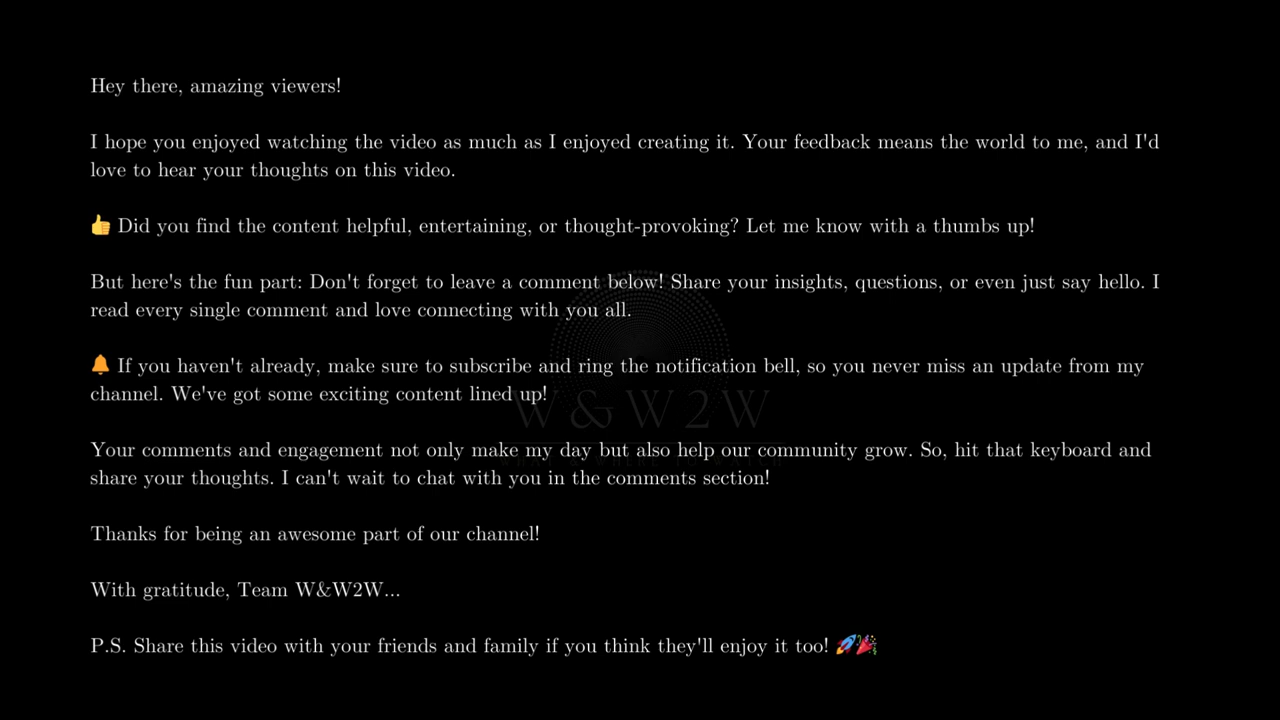 Hey there, amazing viewers!
I hope you enjoyed watching the video as much as I enjoyed creating it. Your feedback means the world to me, and I'd
love to hear your thoughts on this video.
👍 Did you find the content helpful, entertaining, or thought-provoking? Let me know with a thumbs up!
But here's the fun part: Don't forget to leave a comment below! Share your insights, questions, or even just say hello. I
read every single comment and love connecting with you all.
🔔 If you haven't already, make sure to subscribe and ring the notification bell, so you never miss an update from my
channel. We've got some exciting content lined up!
W&W2W
Your comments and engagement not only make my day but also help our community grow. So, hit that keyboard and
share your thoughts. I can't wait to chat with you in the comments section!
Thanks for being an awesome part of our channel!
With gratitude, Team W&W2W...
P.S. Share this video with your friends and family if you think they'll enjoy it too! 🚀🎉